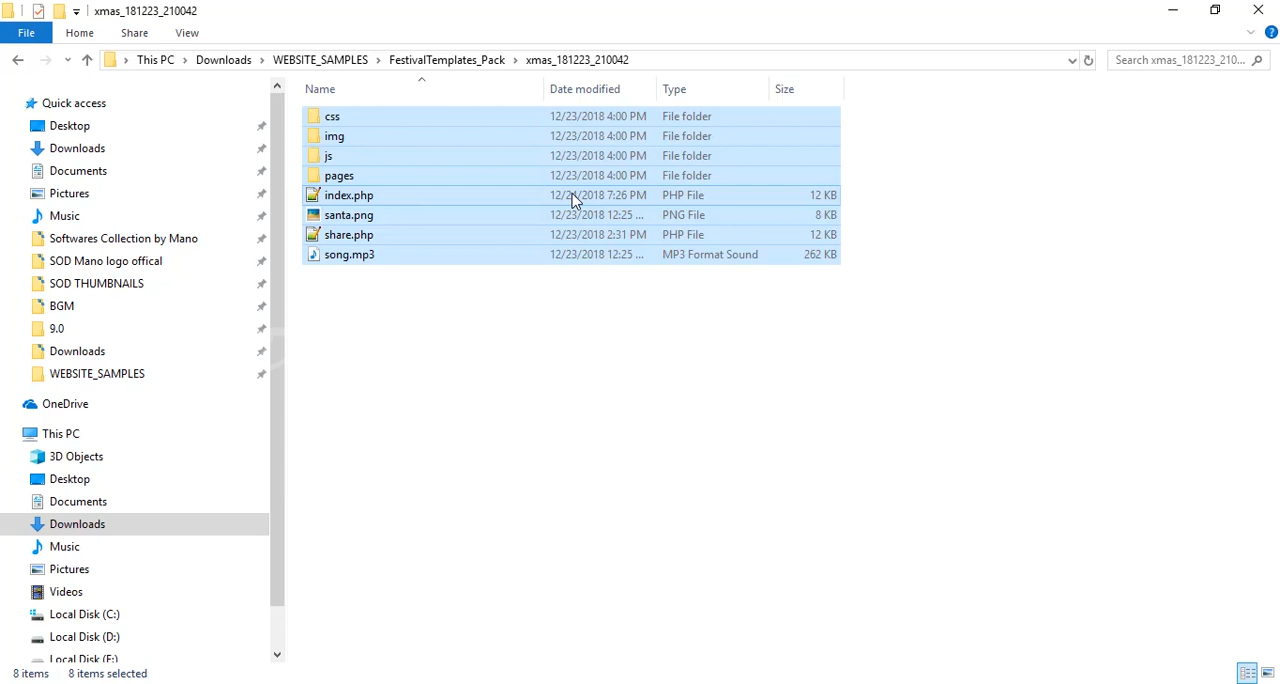 xmas_181223_210042
File Home Share View
This PC Downloads WEBSITE_SAMPLES FestivalTemplates_Pack xmas_181223_210042 Search xmas_181223_210...
Name Date modified Type Size
Quick access
Desktop
Downloads
Documents
Pictures
Music
Softwares Collection by Mano
SOD Mano logo offical
SOD THUMBNAILS
BGM
9.0
Downloads
WEBSITE_SAMPLES
OneDrive
This PC
3D Objects
Desktop
Documents
Downloads
Music
Pictures
Videos
Local Disk (C:)
Local Disk (D:)
Local Disk (F:)
css 12/23/2018 4:00 PM File folder
img 12/23/2018 4:00 PM File folder
js 12/23/2018 4:00 PM File folder
pages 12/23/2018 4:00 PM File folder
index.php 7:26 PM PHP File 12 KB
santa.png 12/23/2018 12:25 ... PNG File 8 KB
share.php 12/23/2018 2:31 PM PHP File 12 KB
song.mp3 12/23/2018 12:25 ... MP3 Format Sound 262 KB
8 items 8 items selected